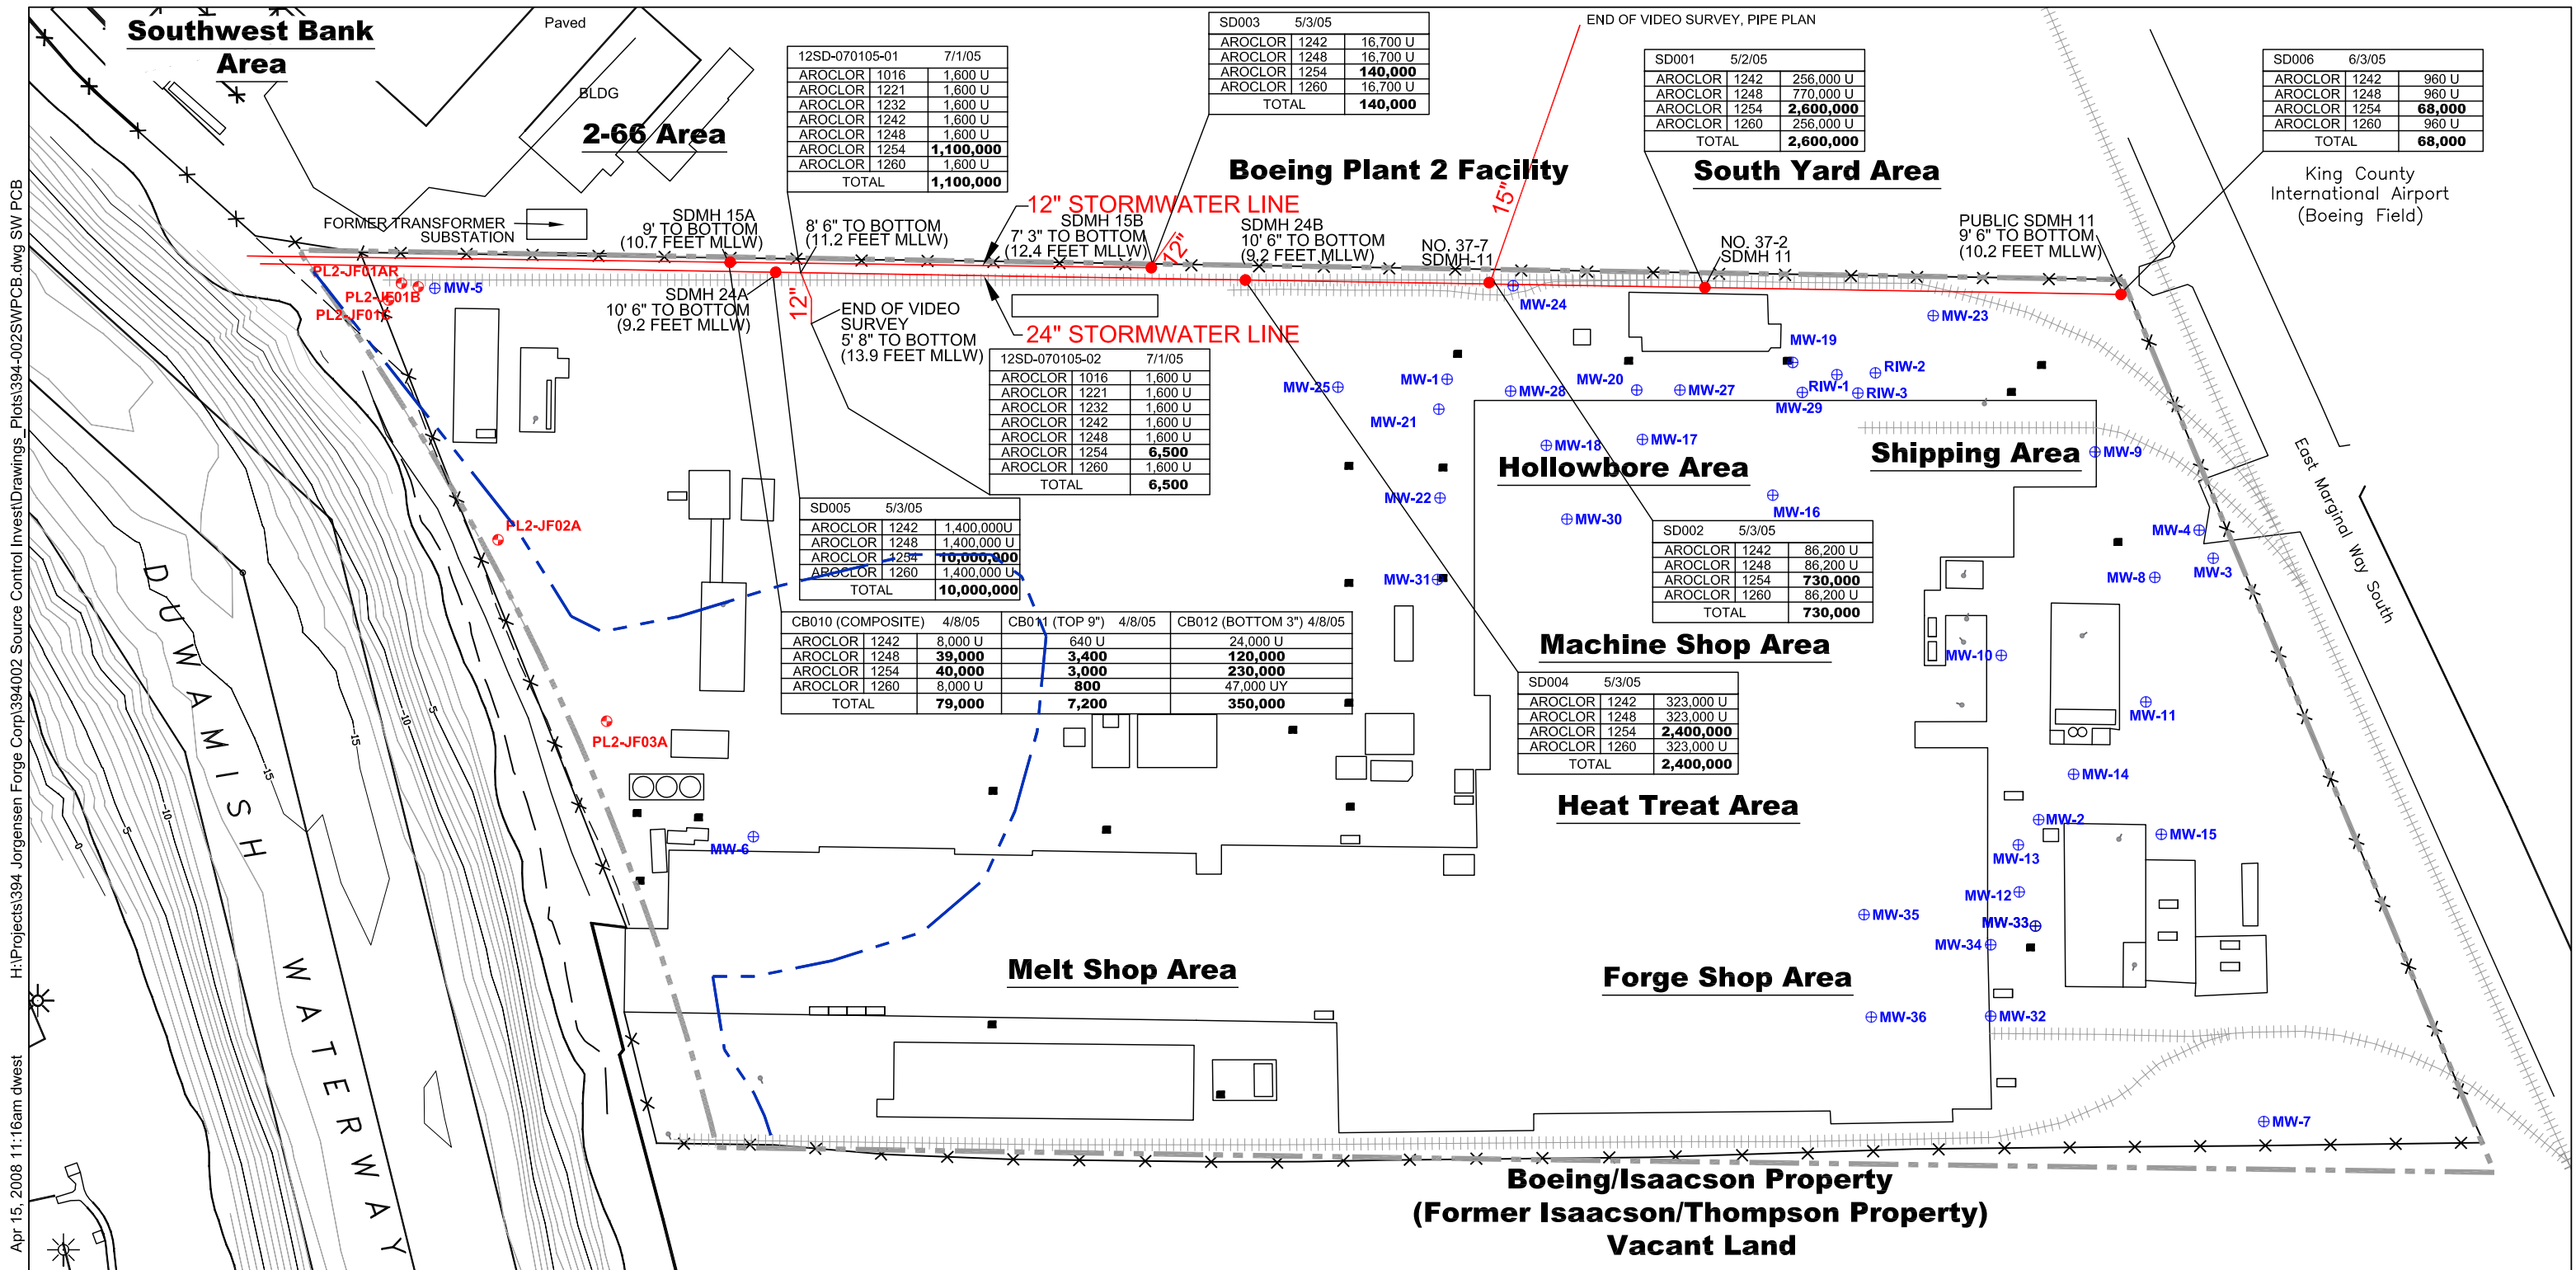 Southwest Bank
Area
Paved
BLDG
2-66 Area
FORMER TRANSFORMER
SUBSTATION
12SD-070105-01 7/1/05
AROCLOR 1016 1,600 U
AROCLOR 1221 1,600 U
AROCLOR 1232 1,600 U
AROCLOR 1242 1,600 U
AROCLOR 1248 1,600 U
AROCLOR 1254 1,100,000
AROCLOR 1260 1,600 U
TOTAL 1,100,000
SD003 5/3/05
AROCLOR 1242 16,700 U
AROCLOR 1248 16,700 U
AROCLOR 1254 140,000
AROCLOR 1260 16,700 U
TOTAL 140,000
END OF VIDEO SURVEY, PIPE PLAN
SD001 5/2/05
AROCLOR 1242 256,000 U
AROCLOR 1248 770,000 U
AROCLOR 1254 2,600,000
AROCLOR 1260 256,000 U
TOTAL 2,600,000
SD006 6/3/05
AROCLOR 1242 960 U
AROCLOR 1248 960 U
AROCLOR 1254 68,000
AROCLOR 1260 960 U
TOTAL 68,000
Boeing Plant 2 Facility
South Yard Area
King County
International Airport
(Boeing Field)
SDMH 15A
9' TO BOTTOM
(10.7 FEET MLLW)
8' 6" TO BOTTOM
(11.2 FEET MLLW)
12" STORMWATER LINE
SDMH 15B
7' 3" TO BOTTOM
(12.4 FEET MLLW)
12"
SDMH 24B
10' 6" TO BOTTOM
(9.2 FEET MLLW)
NO. 37-7
SDMH-11
15"
NO. 37-2
SDMH 11
PUBLIC SDMH 11
9' 6" TO BOTTOM
(10.2 FEET MLLW)
PL2-JF01AR
PL2-JF01B
PL2-JF01C
MW-5
SDMH 24A
10' 6" TO BOTTOM
(9.2 FEET MLLW)
12"
END OF VIDEO
SURVEY
5' 8" TO BOTTOM
(13.9 FEET MLLW)
24" STORMWATER LINE
12SD-070105-02 7/1/05
AROCLOR 1016 1,600 U
AROCLOR 1221 1,600 U
AROCLOR 1232 1,600 U
AROCLOR 1242 1,600 U
AROCLOR 1248 1,600 U
AROCLOR 1254 6,500
AROCLOR 1260 1,600 U
TOTAL 6,500
MW-24
MW-23
MW-19
MW-25
MW-1
MW-28
MW-20
MW-27
RIW-1
RIW-2
RIW-3
MW-29
MW-21
MW-18
MW-17
Hollowbore Area
Shipping Area
MW-9
East Marginal Way South
MW-22
MW-30
MW-16
MW-4
MW-3
MW-8
MW-31
PL2-JF02A
SD005 5/3/05
AROCLOR 1242 1,400,000U
AROCLOR 1248 1,400,000 U
AROCLOR 1254 10,000,000
AROCLOR 1260 1,400,000 U
TOTAL 10,000,000
SD002 5/3/05
AROCLOR 1242 86,200 U
AROCLOR 1248 86,200 U
AROCLOR 1254 730,000
AROCLOR 1260 86,200 U
TOTAL 730,000
CB010 (COMPOSITE) 4/8/05 CB011 (TOP 9") 4/8/05 CB012 (BOTTOM 3") 4/8/05
AROCLOR 1242 8,000 U 640 U 24,000 U
AROCLOR 1248 39,000 3,400 120,000
AROCLOR 1254 40,000 3,000 230,000
AROCLOR 1260 8,000 U 800 47,000 UY
TOTAL 79,000 7,200 350,000
Machine Shop Area
MW-10
SD004 5/3/05
AROCLOR 1242 323,000 U
AROCLOR 1248 323,000 U
AROCLOR 1254 2,400,000
AROCLOR 1260 323,000 U
TOTAL 2,400,000
PL2-JF03A
MW-11
MW-14
Heat Treat Area
MW-2
MW-15
MW-13
MW-6
MW-12
MW-33
MW-35
MW-34
Melt Shop Area
Forge Shop Area
MW-36
MW-32
MW-7
DUWAMISH
WATERWAY
-15
-10
-5
-15
-10
-5
0
Boeing/Isaacson Property
(Former Isaacson/Thompson Property)
Vacant Land
Apr 15, 2008 11:16am dwest H:\Projects\394 Jorgensen Forge Corp\394002 Source Control Invest\Drawings_Plots\394-002SWPCB.dwg SW PCB